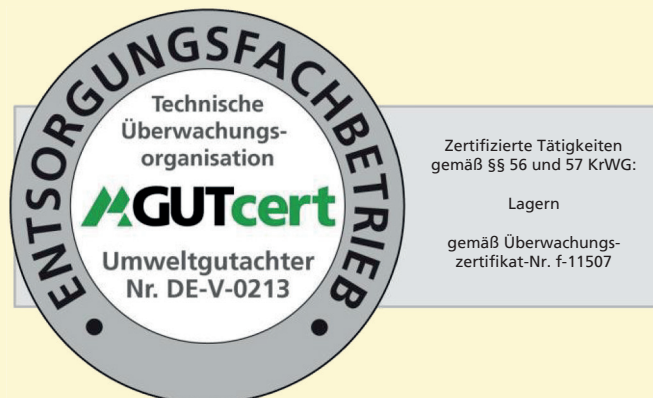 ENTSORGUNGSFACHBETRIEB
Technische
Überwachungs-
organisation
GUTcert
Umweltgutachter
Nr. DE-V-0213
Zertifizierte Tätigkeiten
gemäß §§ 56 und 57 KrWG:
Lagern
gemäß Überwachungs-
zertifikat-Nr. f-11507